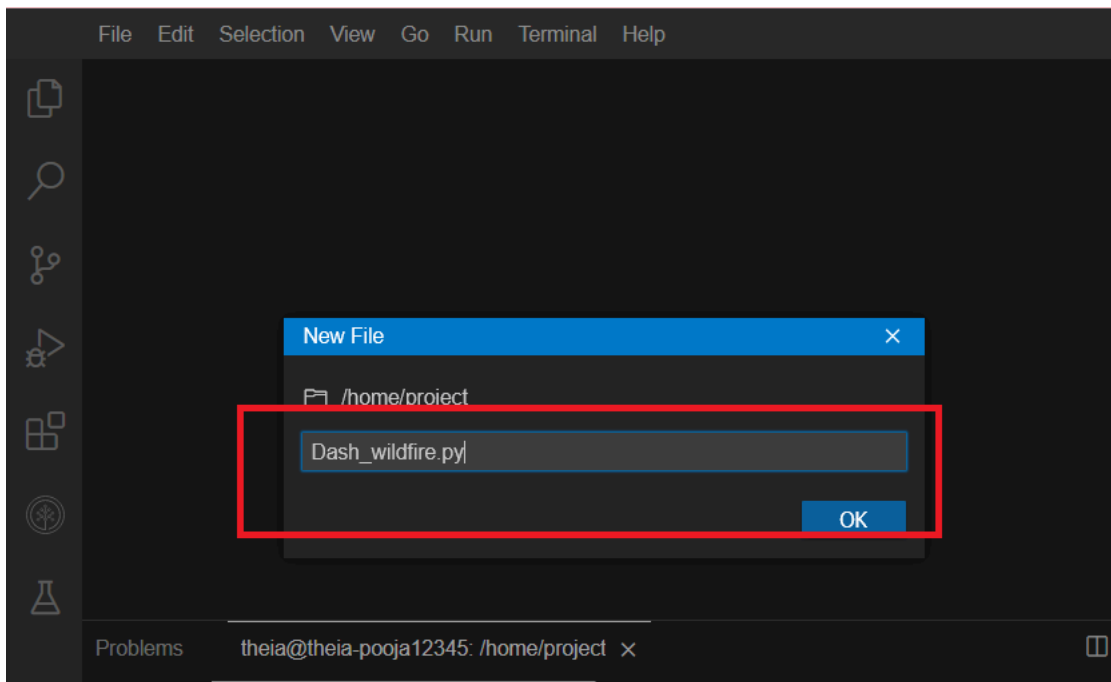 File Edit Selection View Go Run Terminal Help
New File
/home/project
Dash_wildfire.py
OK
Problems theia@theia-pooja12345: /home/project